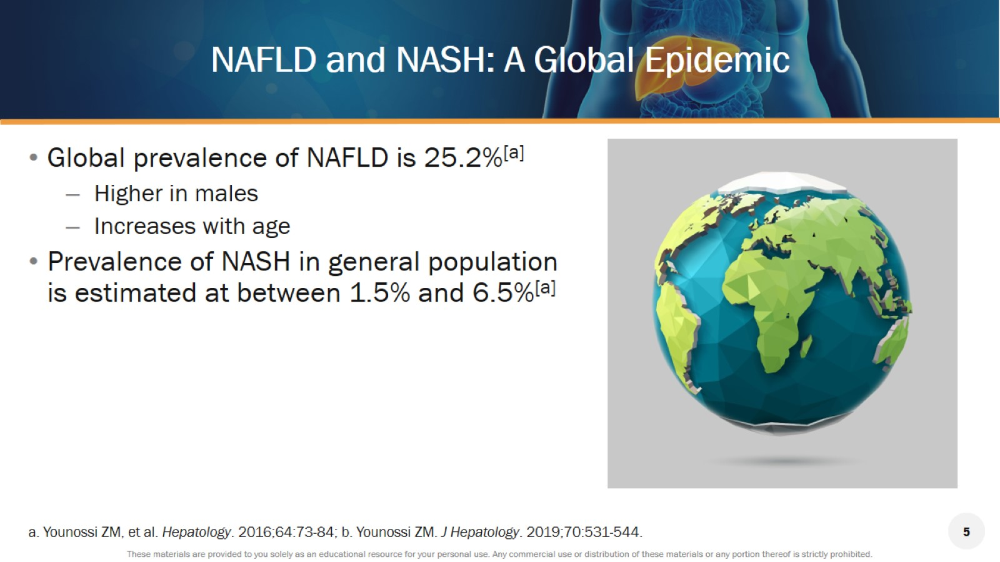 NAFLD and NASH: A Global Epidemic
• Global prevalence of NAFLD is 25.2%[a]
– Higher in males
– Increases with age
• Prevalence of NASH in general population
is estimated at between 1.5% and 6.5%[a]
a. Younossi ZM, et al. Hepatology. 2016;64:73-84; b. Younossi ZM. J Hepatology. 2019;70:531-544.
5
These materials are provided to you solely as an educational resource for your personal use. Any commercial use or distribution of these materials or any portion thereof is strictly prohibited.